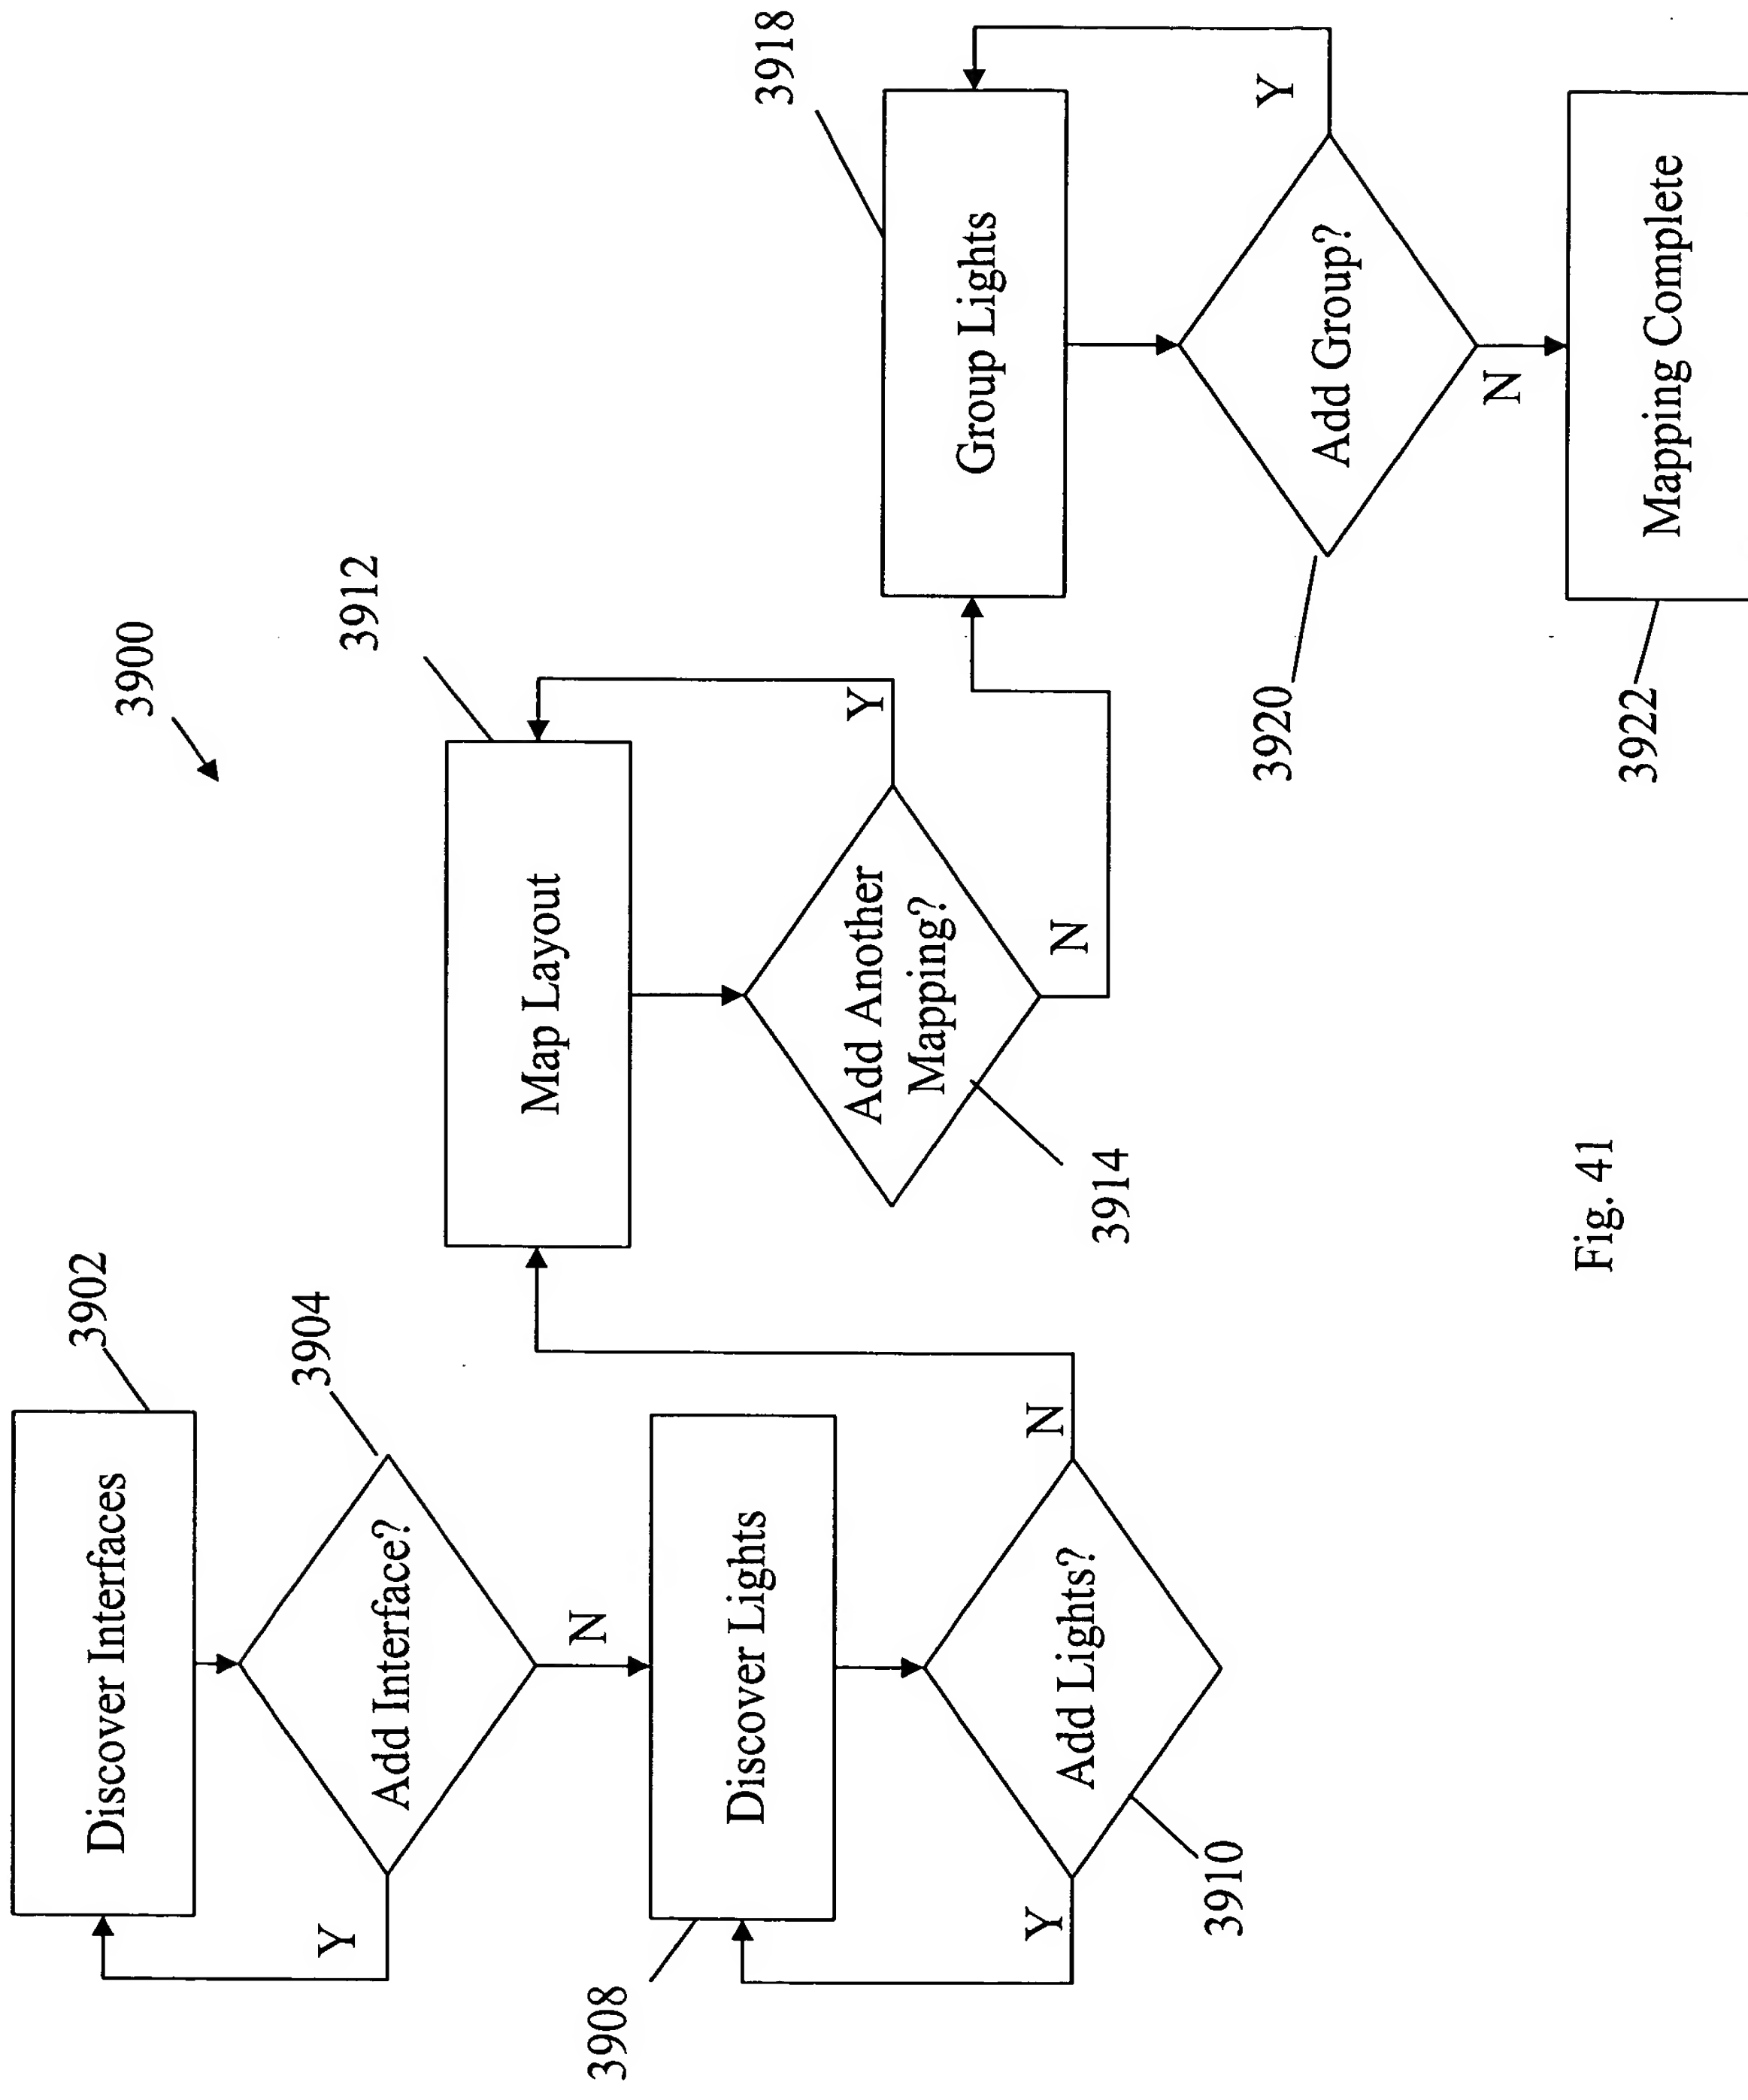 3900
Discover Interfaces
3902
Add Interface?
3904
Y
N
Discover Lights
3908
Add Lights?
3910
Y
N
Map Layout
3912
Add Another
Mapping?
3914
Y
N
Group Lights
3918
Add Group?
3920
Y
N
Mapping Complete
3922
Fig. 41